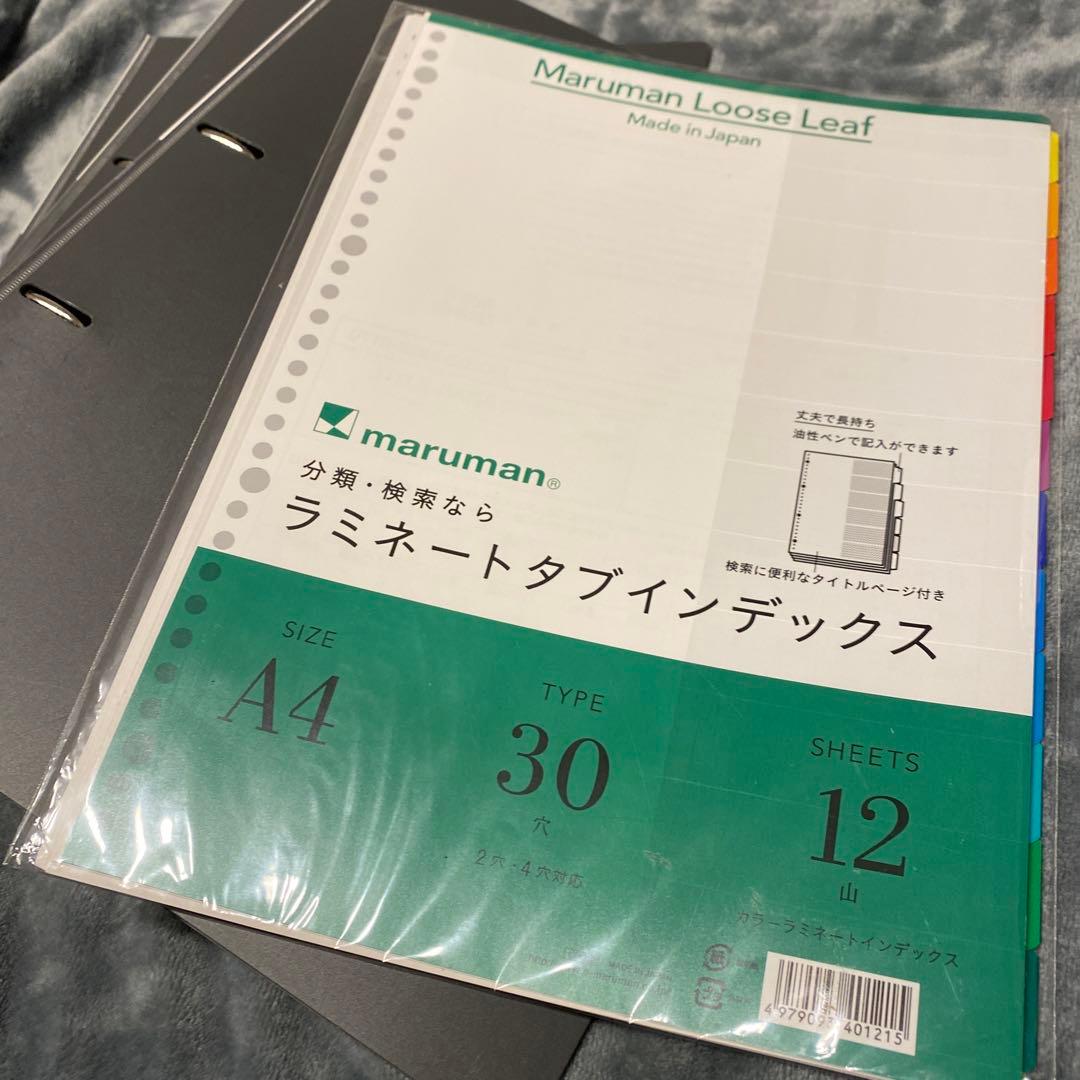 Maruman Loose Leaf
Made in Japan
丈夫で長持ち
油性ペンで記入ができます
検索に便利なタイトルページ付き
maruman®
分類・検索なら
ラミネートタブインデックス
SIZE
A4
TYPE
30
穴
2穴・4穴対応
SHEETS
12
山
カラーラミネートインデックス
紙
MADE IN JAPAN